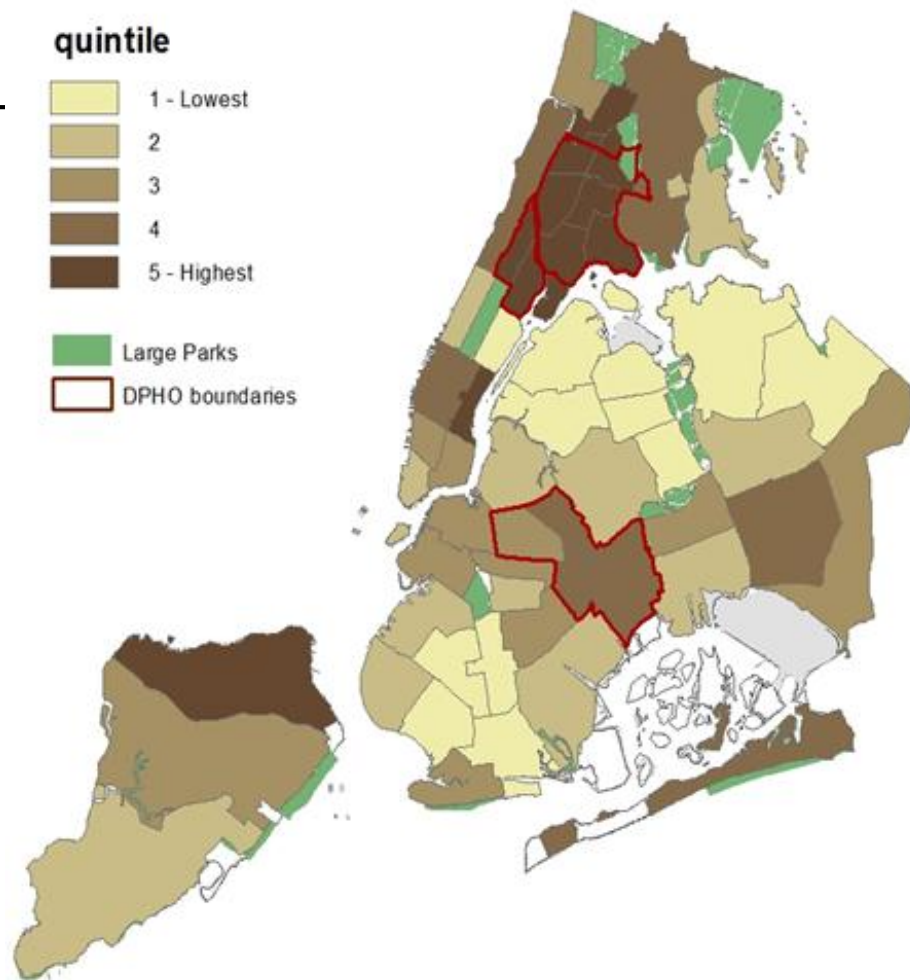 quintile
1 - Lowest
2
3
4
5 - Highest
Large Parks
DPHO boundaries